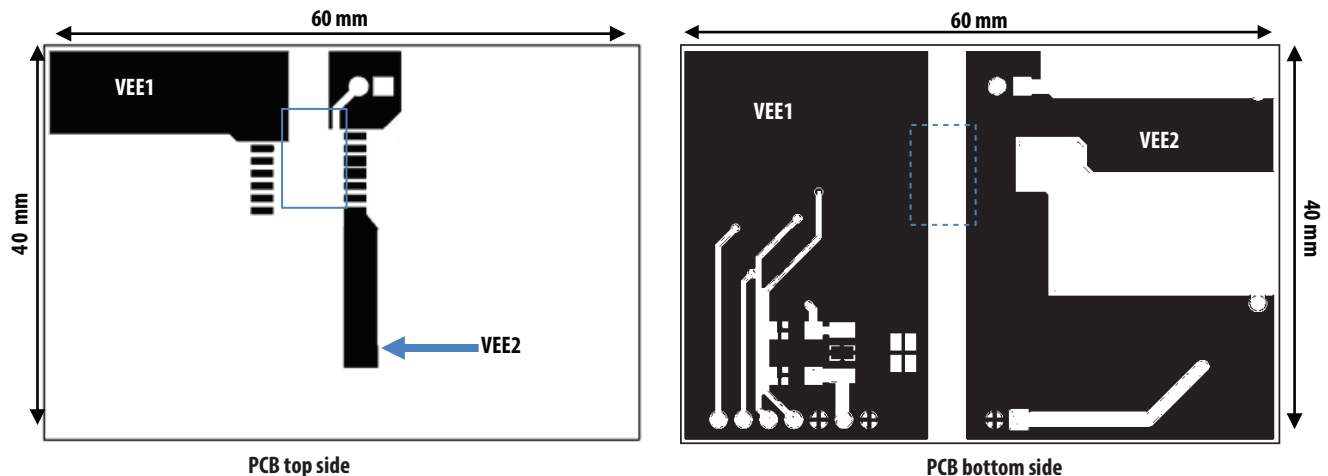 60 mm
60 mm
VEE1
VEE1
VEE2
40 mm
40 mm
VEE2
PCB top side
PCB bottom side